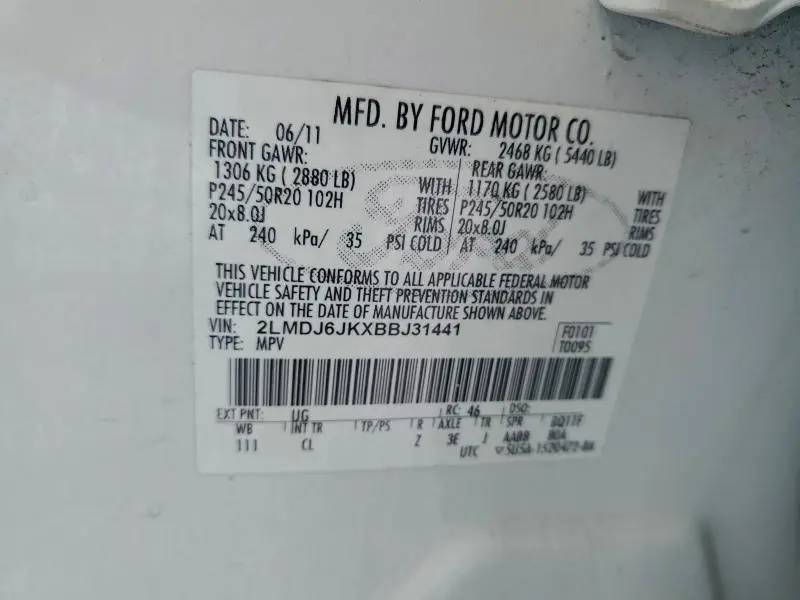 MFD. BY FORD MOTOR CO.
DATE: 06/11 GVWR: 2468 KG ( 5440 LB)
FRONT GAWR: REAR GAWR:
1306 KG ( 2880 LB) WITH 1170 KG ( 2580 LB) WITH
P245/50R20 102H TIRES P245/50R20 102H TIRES
20x8.0J RIMS 20x8.0J RIMS
AT 240 kPa/ 35 PSI COLD AT 240 kPa/ 35 PSI COLD
THIS VEHICLE CONFORMS TO ALL APPLICABLE FEDERAL MOTOR
VEHICLE SAFETY AND THEFT PREVENTION STANDARDS IN
EFFECT ON THE DATE OF MANUFACTURE SHOWN ABOVE.
VIN: 2LMDJ6JKXBBJ31441 F0101
TYPE: MPV T0095
EXT PNT: UG RC: 46 DSO:
WB INT TR TP/PS R AXLE TR SPR
111 CL Z 3E J AAB8
UTC